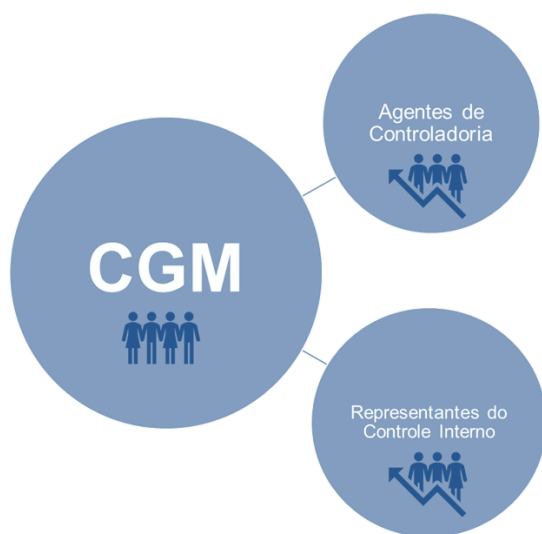 Agentes de
Controladoria
CGM
Representantes do
Controle Interno